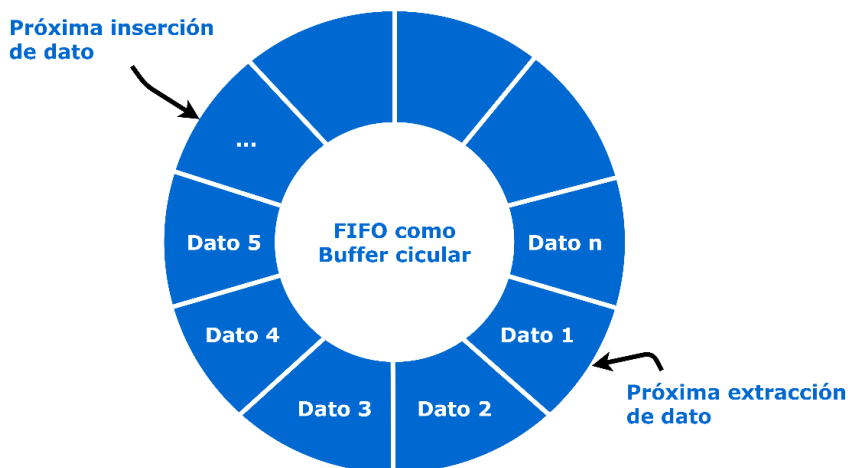 Próxima inserción
de dato
...
Dato 5
FIFO como
Buffer cicular
Dato n
Dato 4
Dato 1
Dato 3
Dato 2
Próxima extracción
de dato